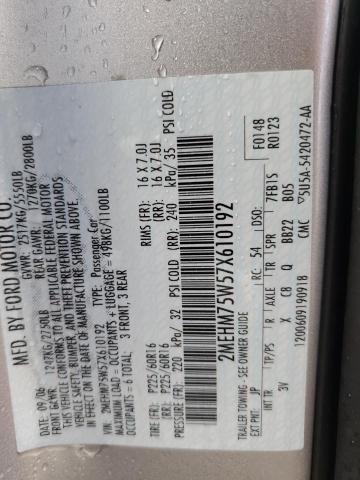 MFD. BY FORD MOTOR CO.
DATE: 09/06 GVWR: 2517KG/5550LB
FRONT GAWR: 1247KG/2750LB REAR GAWR: 1270KG/2800LB
THIS VEHICLE CONFORMS TO ALL APPLICABLE FEDERAL MOTOR
VEHICLE SAFETY, BUMPER, AND THEFT PREVENTION STANDARDS
IN EFFECT ON THE DATE OF MANUFACTURE SHOWN ABOVE.
VIN: 2MEHM75W57X610192
TYPE: Passenger Car
MAXIMUM LOAD = OCCUPANTS + LUGGAGE = 498KG/1100LB
OCCUPANTS = 6 TOTAL: 3 FRONT, 3 REAR
TIRE (FR): P225/60R16 RIMS (FR): 16 X 7.0J
TIRE (RR): P225/60R16 RIMS (RR): 16 X 7.0J
PRESSURE (FR): 220 kPa/ 32 PSI COLD (RR): 240 kPa/ 35 PSI COLD
2MEHM75W57X610192
TRAILER TOWING - SEE OWNER GUIDE F0148
R0123
EXT PNT: JP RC: 54 DSO:
INT TR TP/PS R AXLE TR SPR 7FB15
3V X C8 Q BB22 B05
1200609190918 CMC 5U5A-5420472-AA